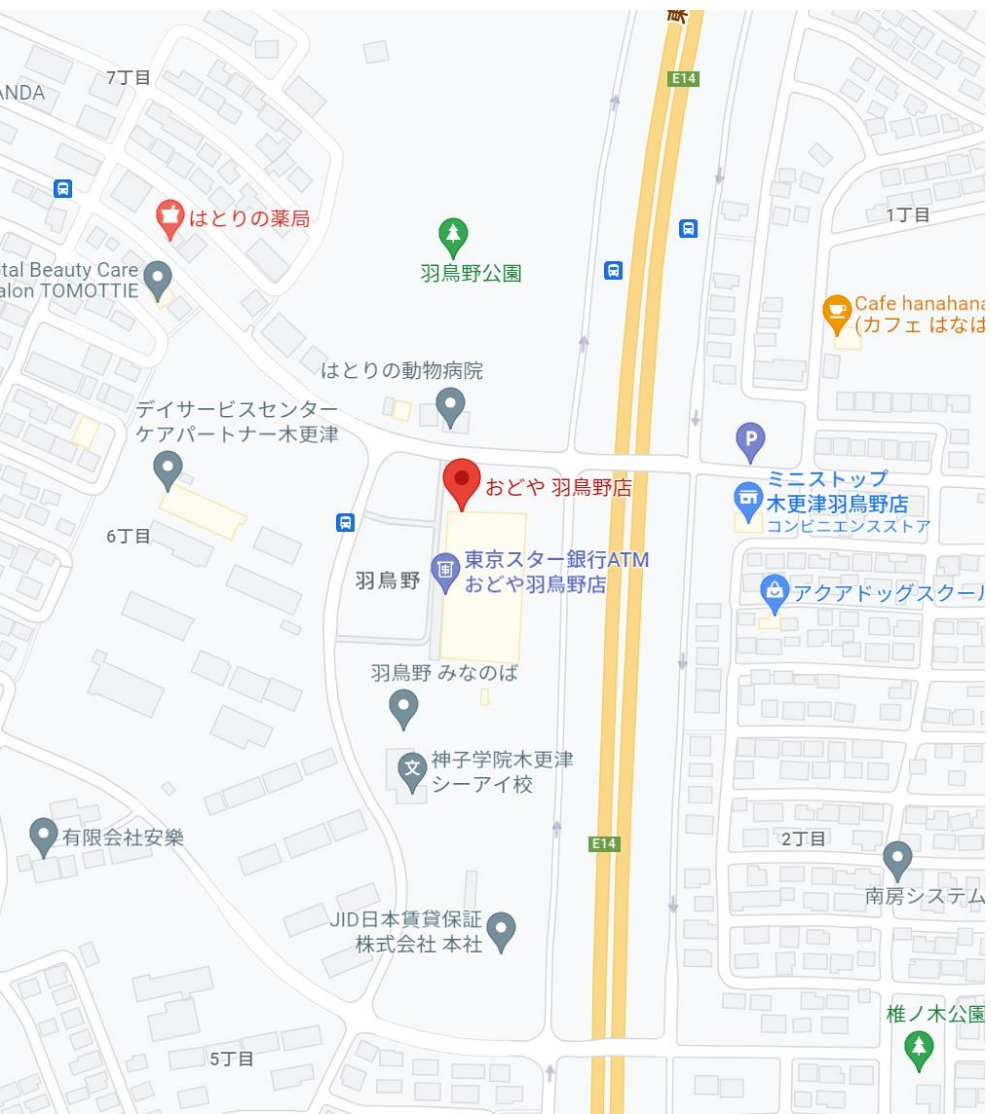 E14
7丁目
ANDA
はとりの薬局
1丁目
羽鳥野公園
tal Beauty Care
alon TOMOTTIE
Cafe hanahana
(カフェ はなは
はとりの動物病院
デイサービスセンター
ケアパートナー木更津
P
ミニストップ
木更津羽鳥野店
コンビニエンスストア
おどや 羽鳥野店
6丁目
東京スター銀行ATM
おどや羽鳥野店
羽鳥野
アクアドッグスクール
羽鳥野 みなのば
文
神子学院木更津
シーアイ校
有限会社安樂
E14
2丁目
南房システム
JID日本賃貸保証
株式会社 本社
椎ノ木公園
5丁目